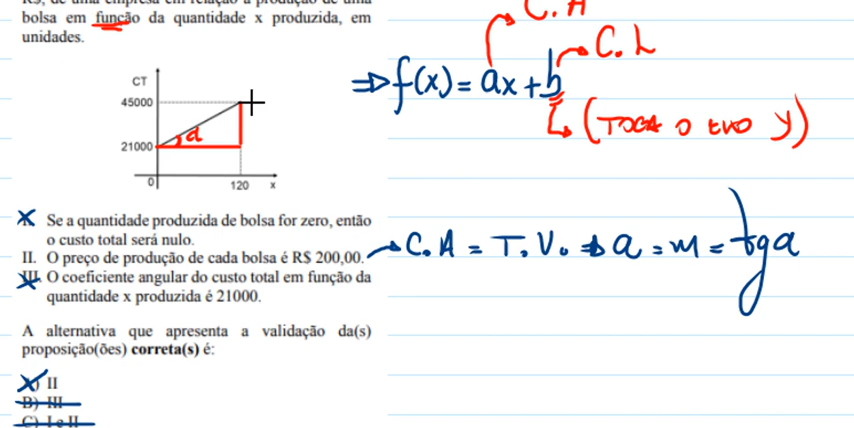 R$, de uma empresa em relação à produção de uma
bolsa em função da quantidade x produzida, em
unidades.
C.A
C.L
⇒ f(x) = ax + b
(TOCA O EIXO Y)
CT
45000
21000
α
0
120
x
I. Se a quantidade produzida de bolsa for zero, então
o custo total será nulo.
II. O preço de produção de cada bolsa é R$ 200,00.
C.A = T.V. → a = m = tg α
III. O coeficiente angular do custo total em função da
quantidade x produzida é 21000.
A alternativa que apresenta a validação da(s)
proposição(ões) correta(s) é:
A) II
B) III
C) I e II